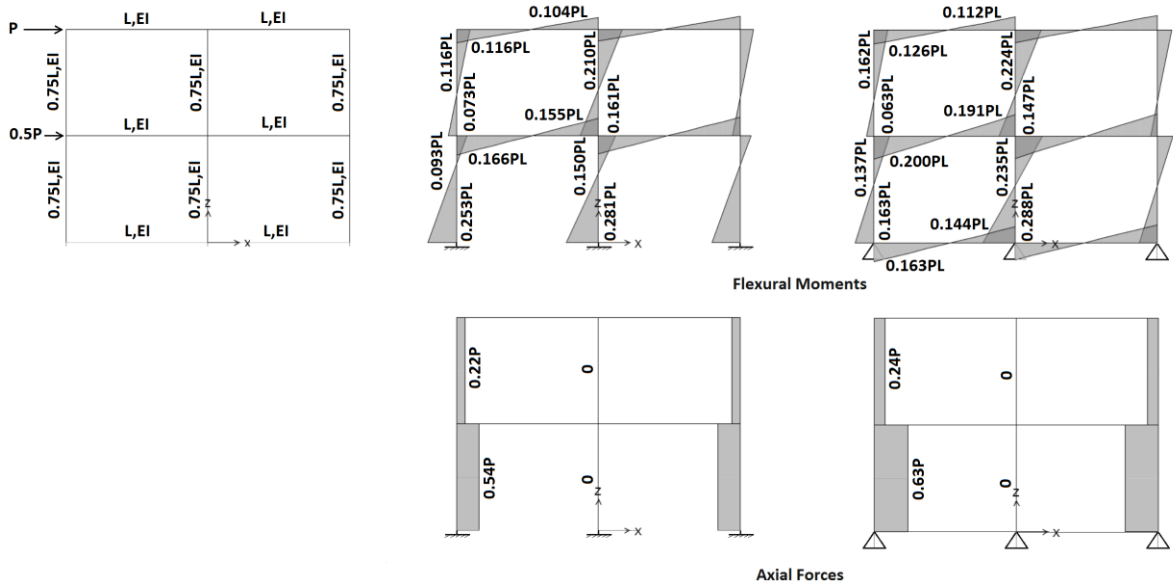 P
L,EI
L,EI
0.75L,EI
0.75L,EI
0.75L,EI
0.5P
L,EI
L,EI
0.75L,EI
0.75L,EI
0.75L,EI
Z
L,EI
L,EI
X
0.104PL
0.116PL
0.116PL
0.210PL
0.073PL
0.161PL
0.155PL
0.093PL
0.166PL
0.150PL
0.253PL
0.281PL
Z
X
0.112PL
0.162PL
0.126PL
0.224PL
0.063PL
0.147PL
0.191PL
0.137PL
0.200PL
0.235PL
0.163PL
0.144PL
0.288PL
Z
X
0.163PL
Flexural Moments
0.22P
0
0.54P
0
Z
X
0.24P
0
0.63P
0
Z
X
Axial Forces